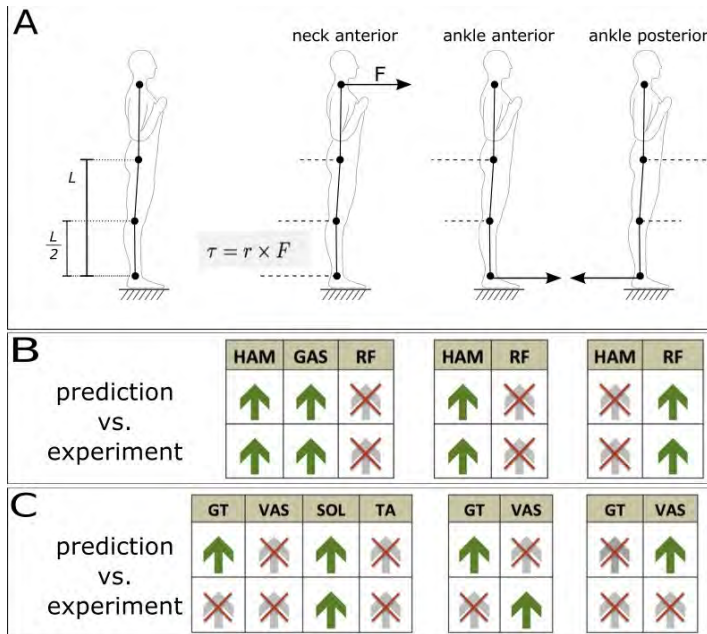 A
neck anterior ankle anterior ankle posterior
F
L
L
2
τ = r × F
B
HAM GAS RF HAM RF HAM RF
prediction
vs.
experiment
C
GT VAS SOL TA GT VAS GT VAS
prediction
vs.
experiment